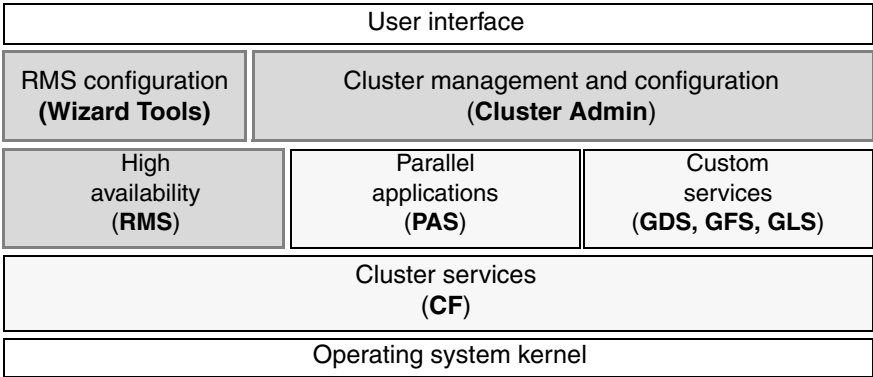 User interface
RMS configuration
(Wizard Tools)
Cluster management and configuration
(Cluster Admin)
High
availability
(RMS)
Parallel
applications
(PAS)
Custom
services
(GDS, GFS, GLS)
Cluster services
(CF)
Operating system kernel